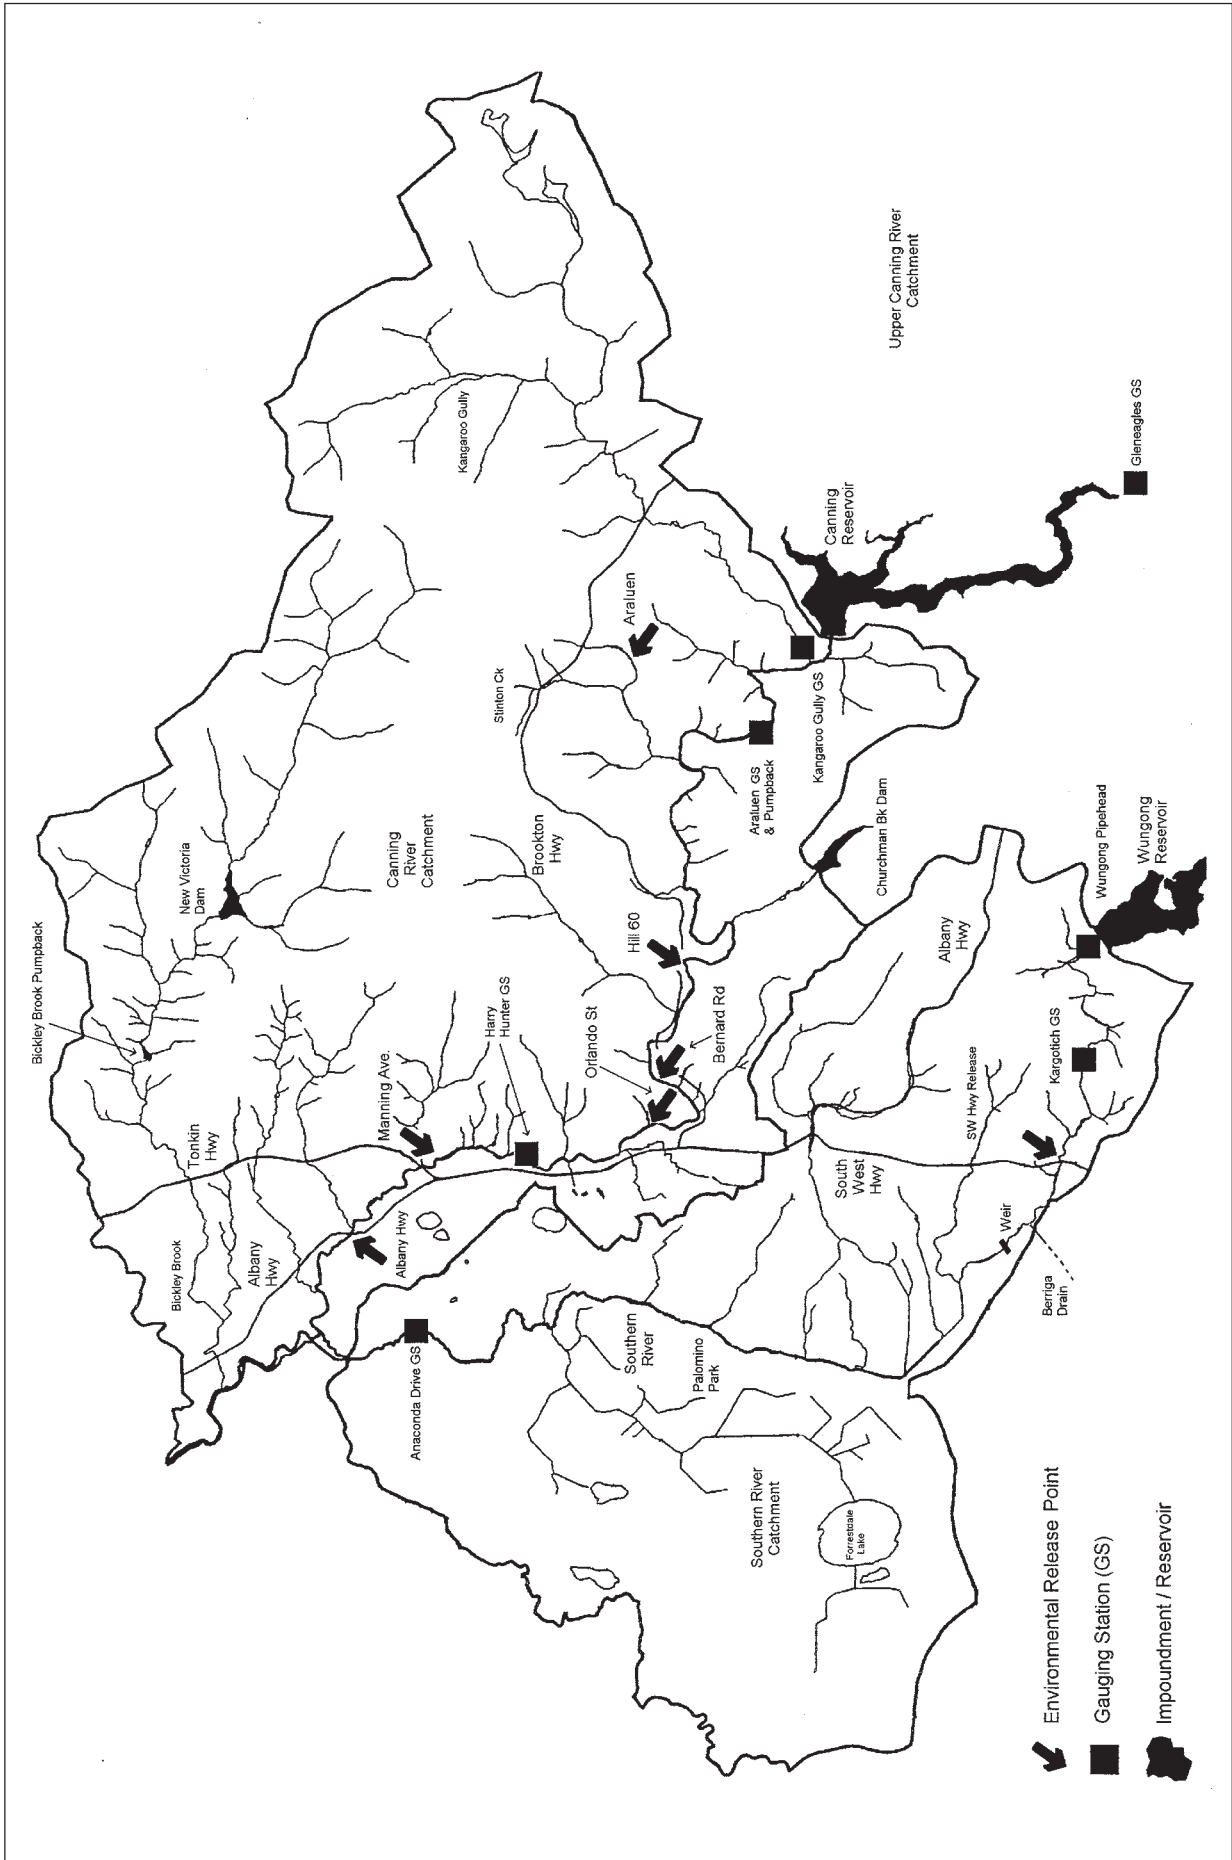 Bickley Brook Pumpback
New Victoria
Dam
Tonkin
Hwy
Bickley Brook
Albany
Hwy
Manning Ave.
Albany Hwy
Harry
Hunter GS
Canning
River
Catchment
Kangaroo Gully
Stinton Ck
Brookton
Hwy
Araluen
Hill 60
Orlando St
Bernard Rd
Araluen GS
& Pumpback
Kangaroo Gully GS
Canning
Reservoir
Upper Canning River
Catchment
Gleneagles GS
Churchman Bk Dam
Albany
Hwy
Wungong Pipehead
Wungong
Reservoir
Kargotich GS
SW Hwy Release
South
West
Hwy
Weir
Berriga
Drain
Anaconda Drive GS
Southern
River
Palomino
Park
Southern River
Catchment
Forrestdale
Lake
Environmental Release Point
Gauging Station (GS)
Impoundment / Reservoir